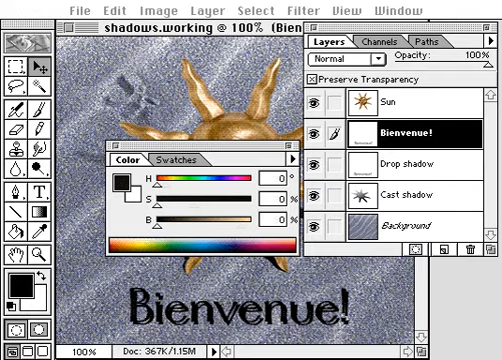 File Edit Image Layer Select Filter View Window
shadows.working @ 100% (Bien
Layers Channels Paths
Normal Opacity: 100%
Preserve Transparency
Sun
Bienvenue!
Drop shadow
Cast shadow
Background
Color Swatches
H 0 °
S 0 %
B 0 %
T
Bienvenue!
100% Doc: 367K/1.15M